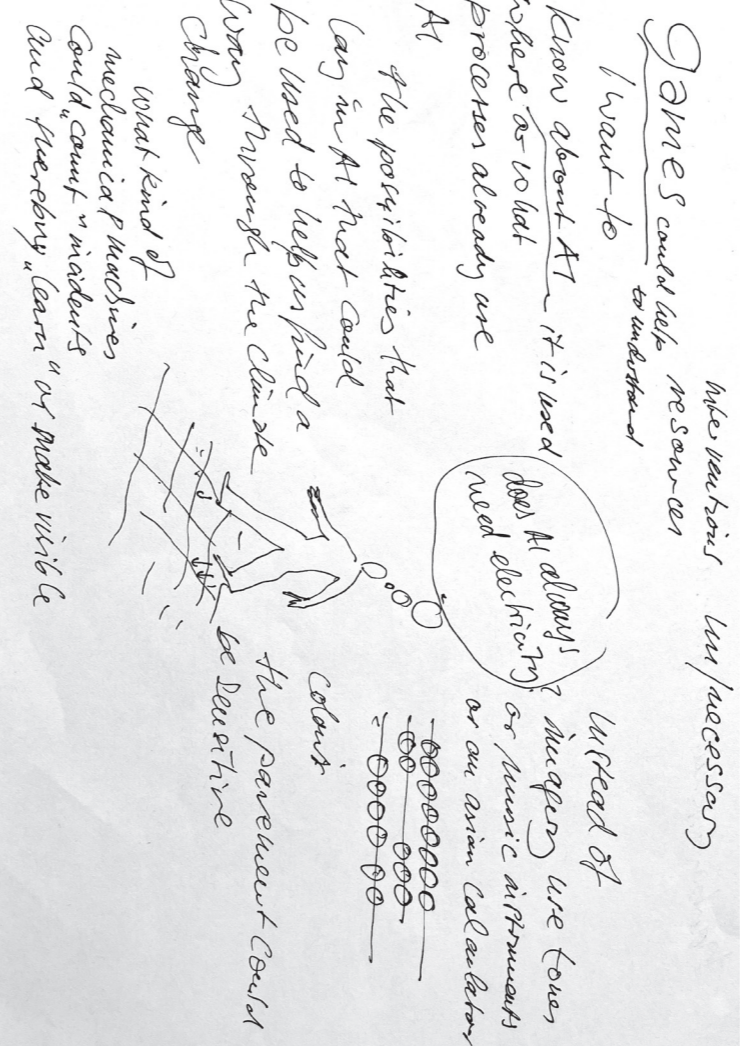 interventions un/necessary
Games could help resources
to understand
I want to
know about AI - it is used
where or what
processes already use
AI
the possibilities that
lay in AI that could
be used to help us find a
way through the climate
change
what kind of
mechanical machines
could "count" incidents
and thereby "learn" or make visible
does AI always
need electricity?
instead of
imagery use tones
or music instruments
or an asian calculator
colours
the pavement could
be sensitive